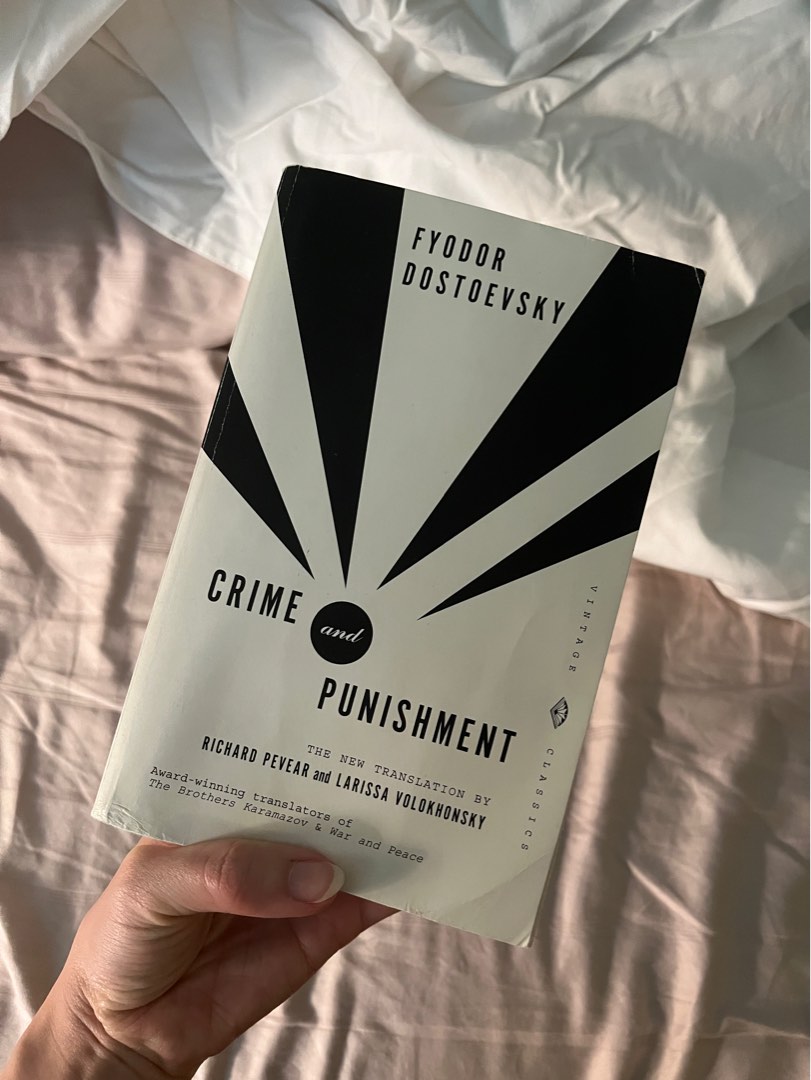 FYODOR
DOSTOEVSKY
CRIME
and
PUNISHMENT
THE NEW TRANSLATION BY
RICHARD PEVEAR and LARISSA VOLOKHONSKY
Award-winning translators of
The Brothers Karamazov & War and Peace
VINTAGE
CLASSICS